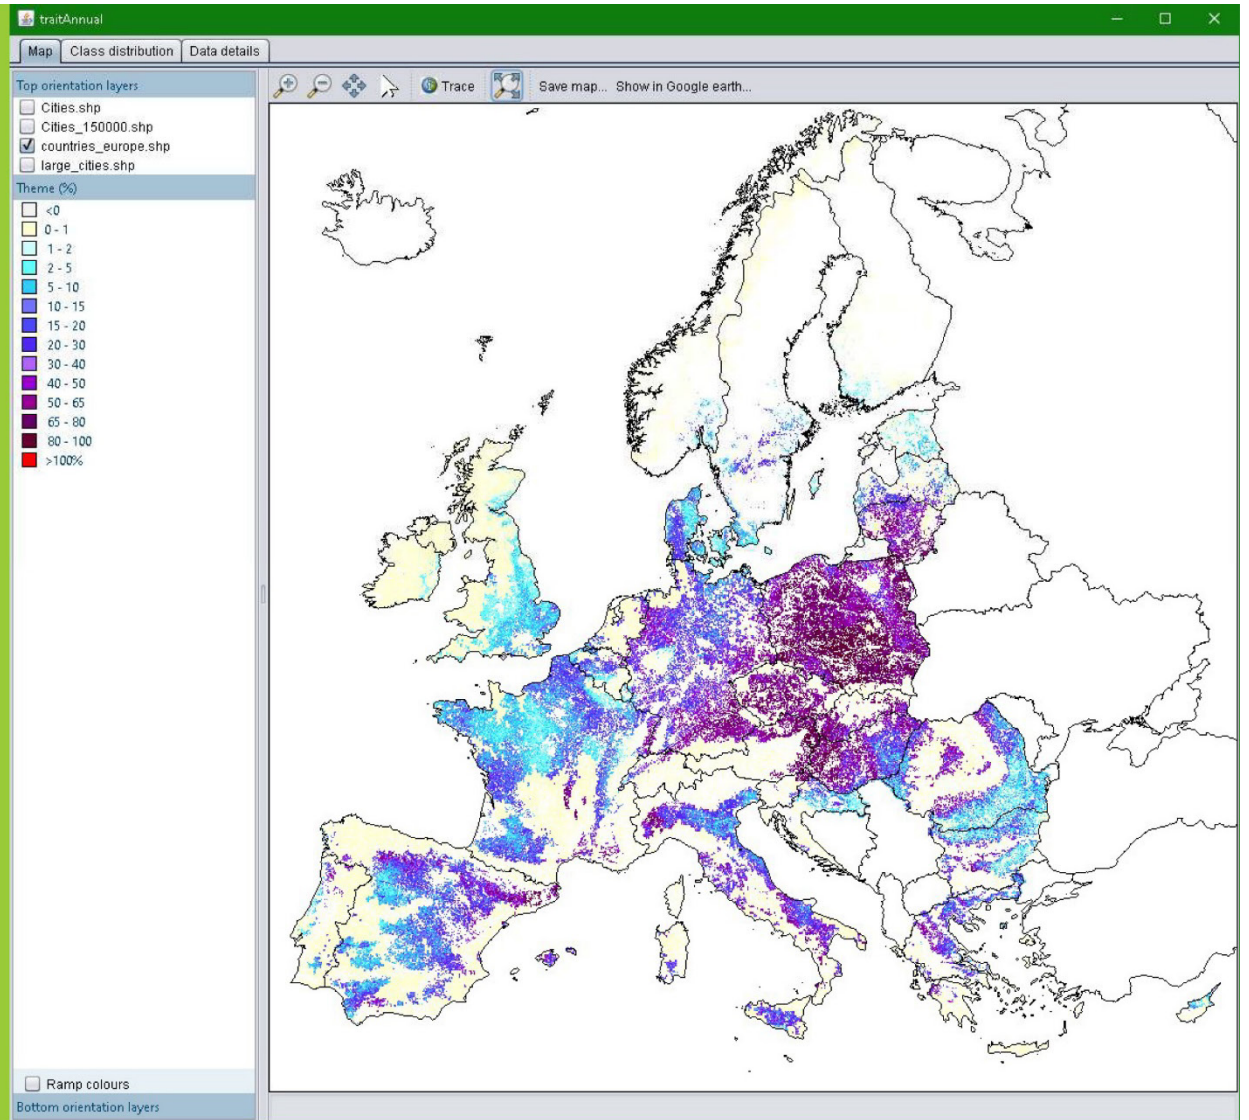 traitAnnual
Map Class distribution Data details
Top orientation layers
Cities.shp
Cities_150000.shp
countries_europe.shp
large_cities.shp
Theme (%)
<0
0 - 1
1 - 2
2 - 5
5 - 10
10 - 15
15 - 20
20 - 30
30 - 40
40 - 50
50 - 65
65 - 80
80 - 100
>100%
Ramp colours
Bottom orientation layers
Trace Save map... Show in Google earth...